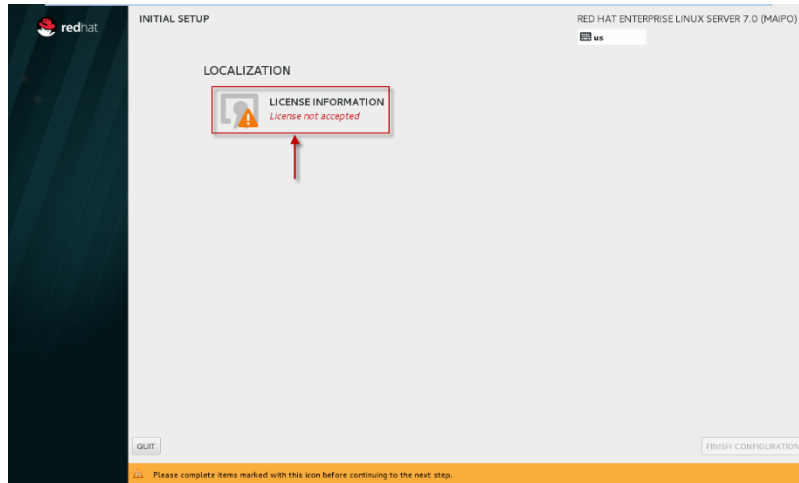 redhat
INITIAL SETUP
RED HAT ENTERPRISE LINUX SERVER 7.0 (MAIPO)
us
LOCALIZATION
LICENSE INFORMATION
License not accepted
QUIT
FINISH CONFIGURATION
Please complete items marked with this icon before continuing to the next step.